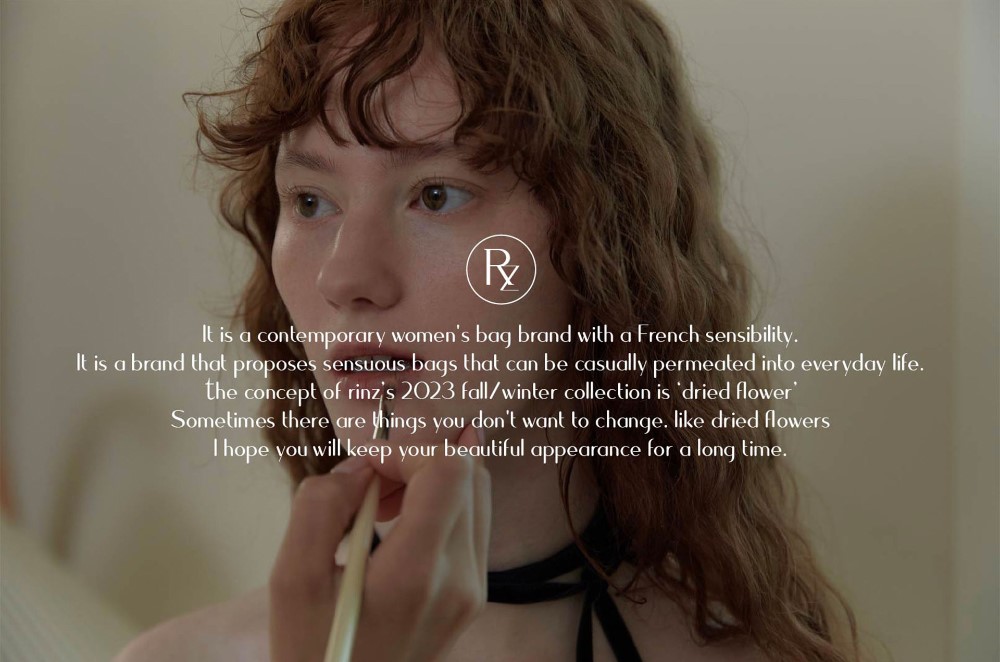 Rz
It is a contemporary women's bag brand with a French sensibility.
It is a brand that proposes sensuous bags that can be casually permeated into everyday life.
the concept of rinz's 2023 fall/winter collection is ‘dried flower’
Sometimes there are things you don't want to change. like dried flowers
I hope you will keep your beautiful appearance for a long time.